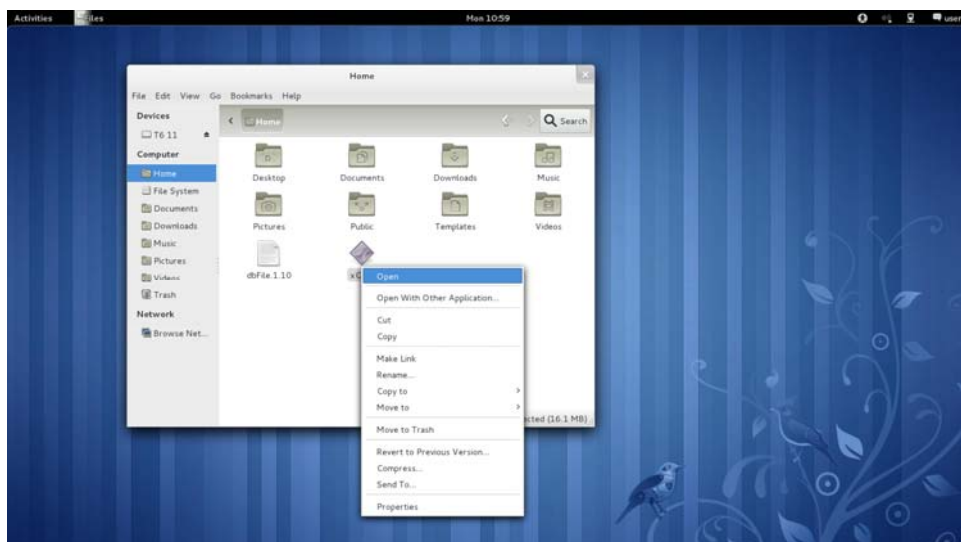 Activities Files Mon 10:59 user
Home
File Edit View Go Bookmarks Help
Devices
T6 11
Computer
Home
File System
Documents
Downloads
Music
Pictures
Videos
Trash
Network
Browse Net...
Home
Search
Desktop Documents Downloads Music
Pictures Public Templates Videos
dbFile.1.10
Open
Open With Other Application...
Cut
Copy
Make Link
Rename...
Copy to
Move to
Move to Trash
Revert to Previous Version...
Compress...
Send To...
Properties
(16.1 MB)